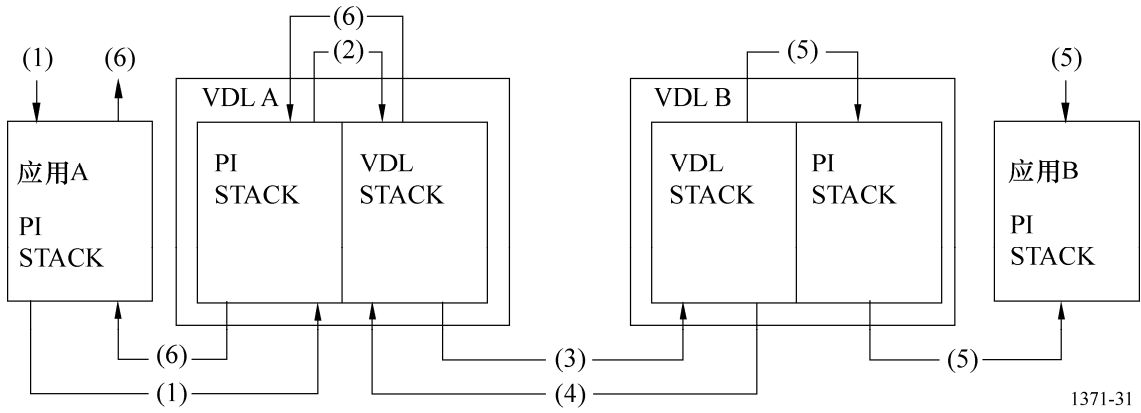 (6)
(1)
(6)
(2)
(5)
(5)
VDL A
VDL B
应用A
PI
STACK
PI
STACK
VDL
STACK
VDL
STACK
PI
STACK
应用B
PI
STACK
(6)
(3)
(5)
(1)
(4)
1371-31